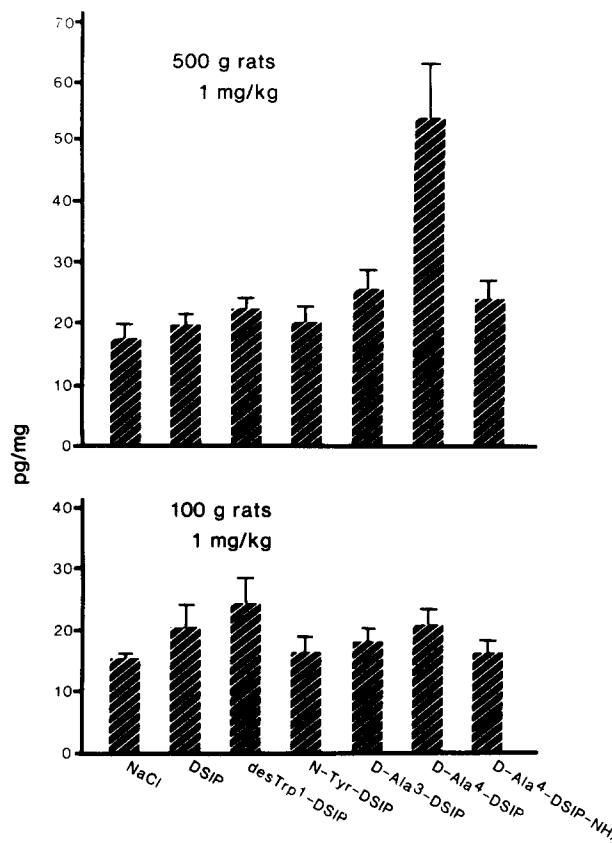 70
500 g rats
1 mg/kg
60
50
40
30
20
10
0
pg/mg
40
100 g rats
1 mg/kg
30
20
10
0
NaCl
DSIP
desTrp¹-DSIP
N-Tyr-DSIP
D-Ala³-DSIP
D-Ala⁴-DSIP
D-Ala⁴-DSIP-NH